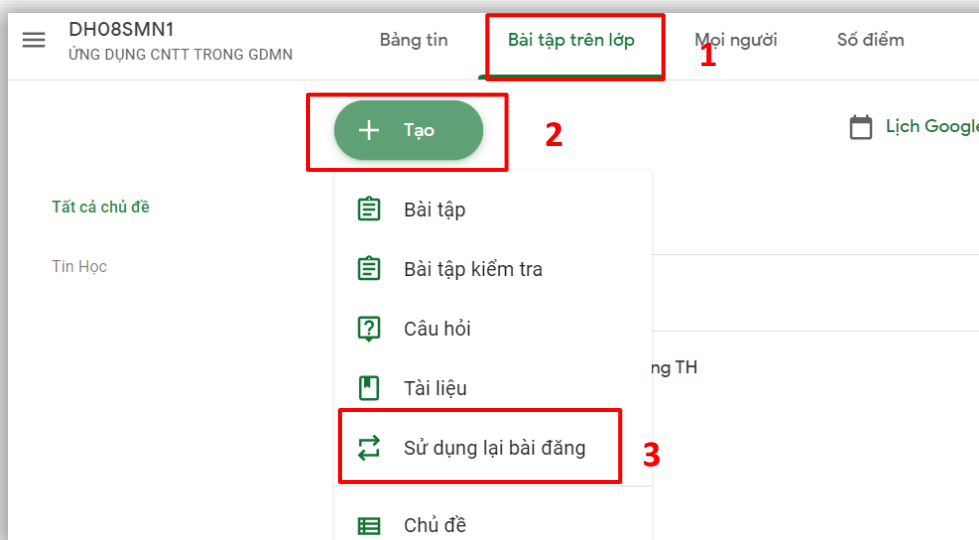 DH08SMN1
ỨNG DỤNG CNTT TRONG GDMN
Bảng tin
Bài tập trên lớp
Mọi người
Số điểm
1
Tạo
2
Lịch Google
Tất cả chủ đề
Tin Học
Bài tập
Bài tập kiểm tra
Câu hỏi
Tài liệu
ng TH
Sử dụng lại bài đăng
3
Chủ đề